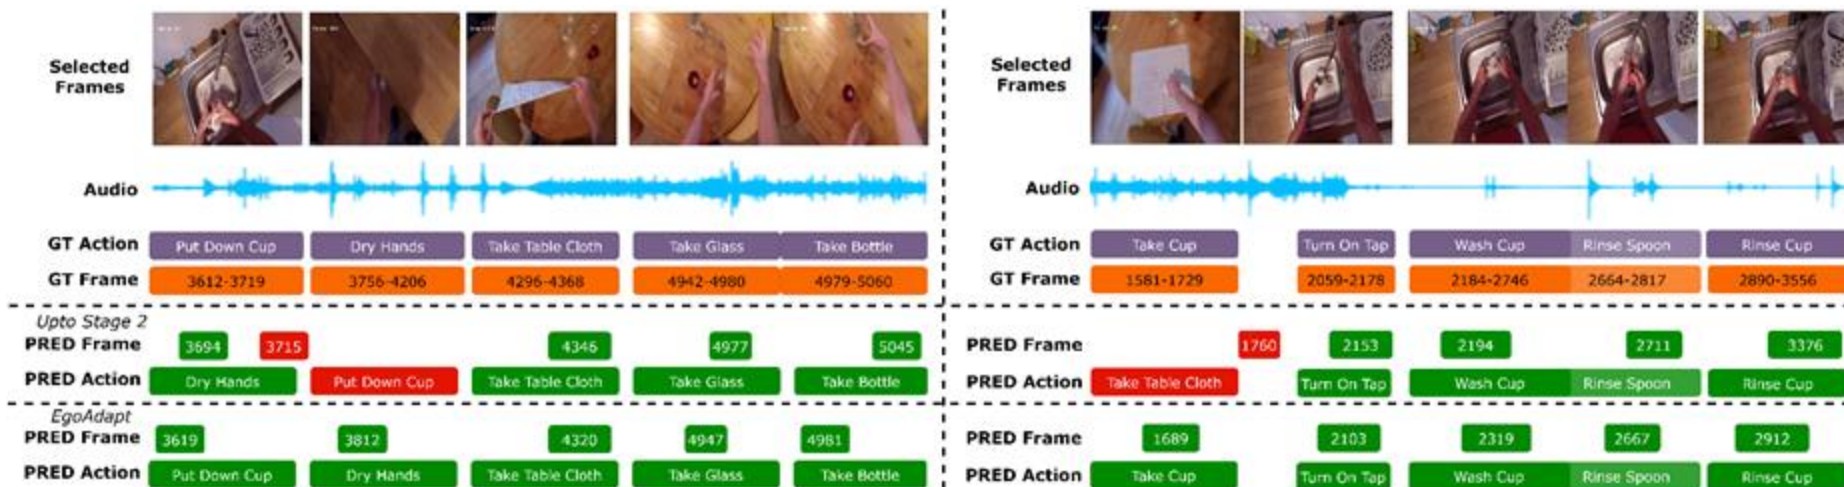 Selected Frames
Audio
GT Action Put Down Cup Dry Hands Take Table Cloth Take Glass Take Bottle
GT Frame 3612-3719 3756-4206 4296-4368 4942-4980 4979-5060
Upto Stage 2
PRED Frame 3694 3715 4346 4977 5045
PRED Action Dry Hands Put Down Cup Take Table Cloth Take Glass Take Bottle
EgoAdapt
PRED Frame 3619 3812 4320 4947 4981
PRED Action Put Down Cup Dry Hands Take Table Cloth Take Glass Take Bottle
Selected Frames
Audio
GT Action Take Cup Turn On Tap Wash Cup Rinse Spoon Rinse Cup
GT Frame 1581-1729 2059-2178 2184-2746 2664-2817 2890-3556
PRED Frame 1760 2153 2194 2711 3376
PRED Action Take Table Cloth Turn On Tap Wash Cup Rinse Spoon Rinse Cup
PRED Frame 1689 2103 2319 2667 2912
PRED Action Take Cup Turn On Tap Wash Cup Rinse Spoon Rinse Cup